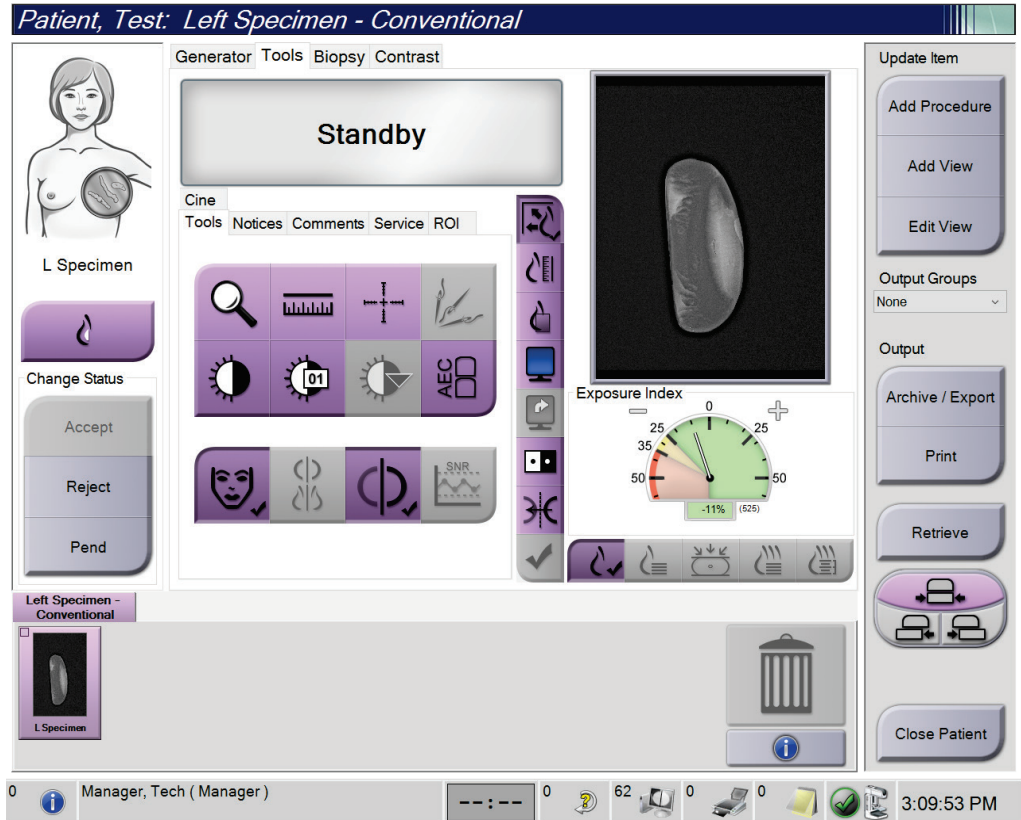 Patient, Test: Left Specimen - Conventional
L Specimen
Change Status
Accept
Reject
Pend
Generator Tools Biopsy Contrast
Standby
Cine
Tools Notices Comments Service ROI
01
AEC
SNR
Exposure Index
0
25 25
35
50 50
-11% (525)
Update Item
Add Procedure
Add View
Edit View
Output Groups
None
Output
Archive / Export
Print
Retrieve
Close Patient
Left Specimen -
Conventional
L Specimen
0 Manager, Tech ( Manager ) --:-- 0 62 0 0 3:09:53 PM